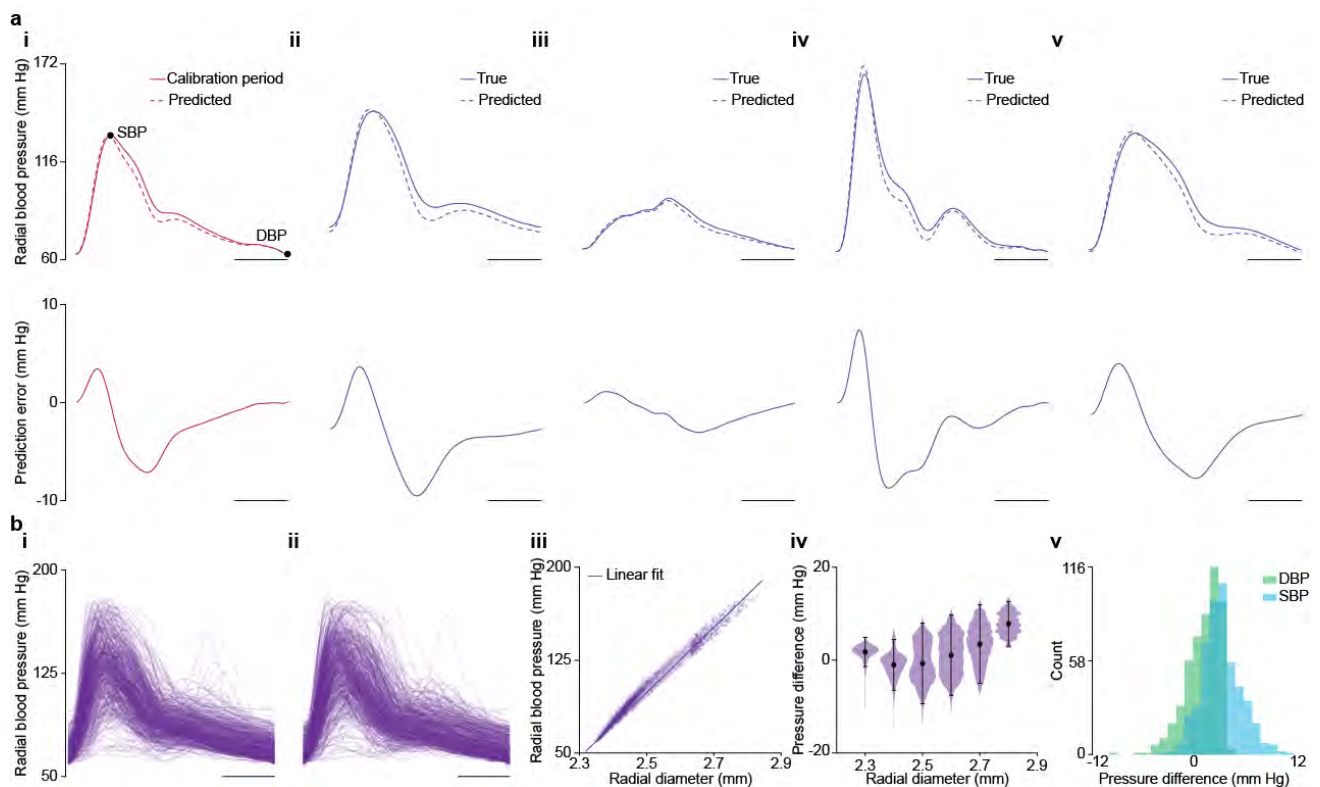 a
i
ii
iii
iv
v
Radial blood pressure (mm Hg)
172
116
60
Calibration period
Predicted
SBP
DBP
True
Predicted
True
Predicted
True
Predicted
True
Predicted
Prediction error (mm Hg)
10
0
-10
b
i
ii
iii
iv
v
Radial blood pressure (mm Hg)
200
125
50
Radial blood pressure (mm Hg)
200
125
50
Linear fit
2.3
2.5
2.7
2.9
Radial diameter (mm)
Pressure difference (mm Hg)
20
0
-20
2.3
2.5
2.7
2.9
Radial diameter (mm)
Count
116
58
0
DBP
SBP
-12
0
12
Pressure difference (mm Hg)